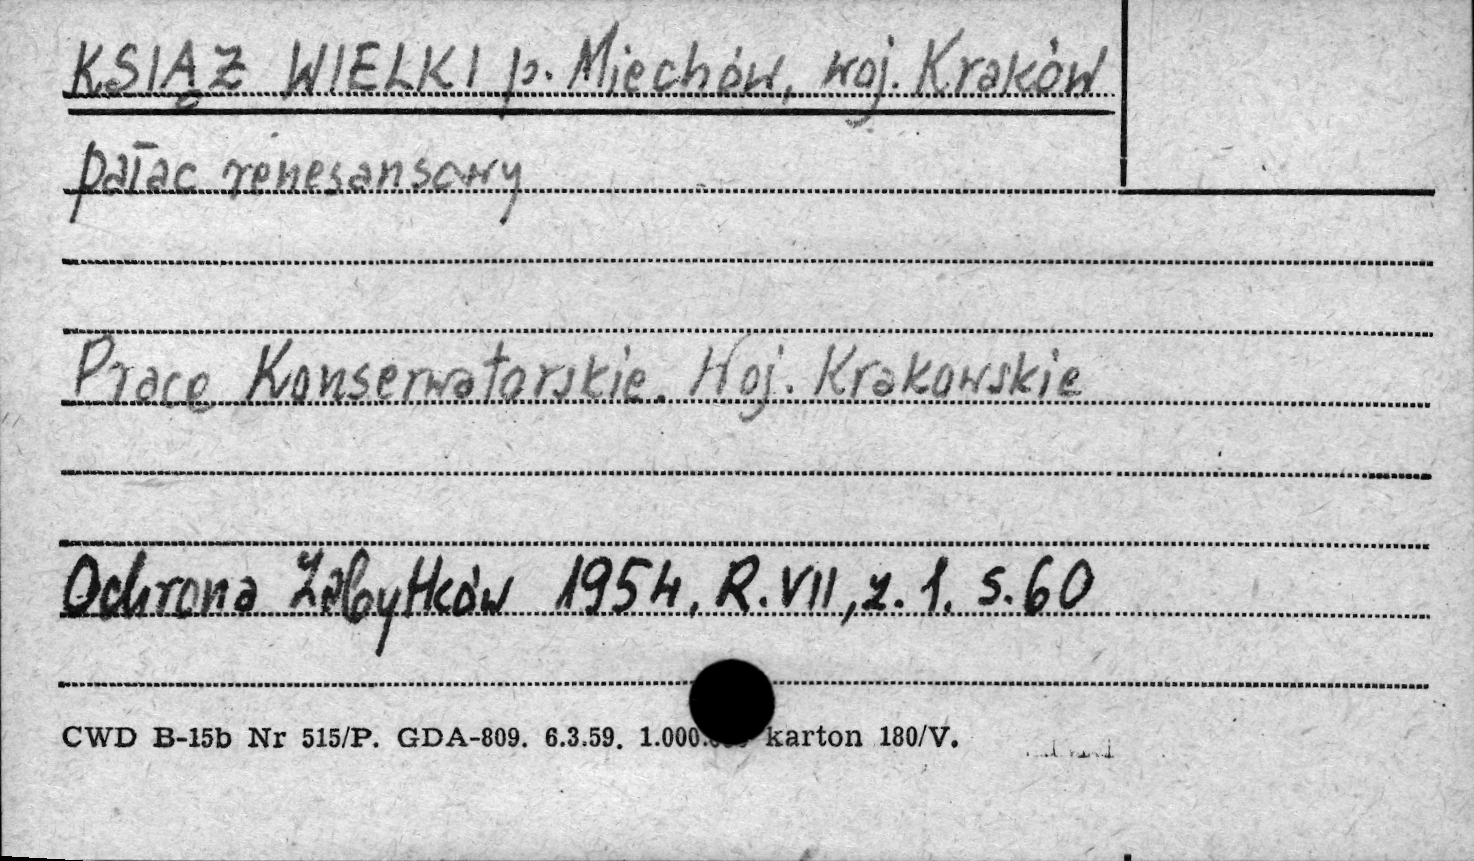 KSIĄŻ WIELKI p. Miechów, woj. Kraków
pałac renesansowy
Prace Konserwatorskie. Woj. Krakowskie
Ochrona Zabytków 1954, R. VII, z. 1. s. 60
CWD B-15b Nr 515/P. GDA-809. 6.3.59. 1.000. karton 180/V.